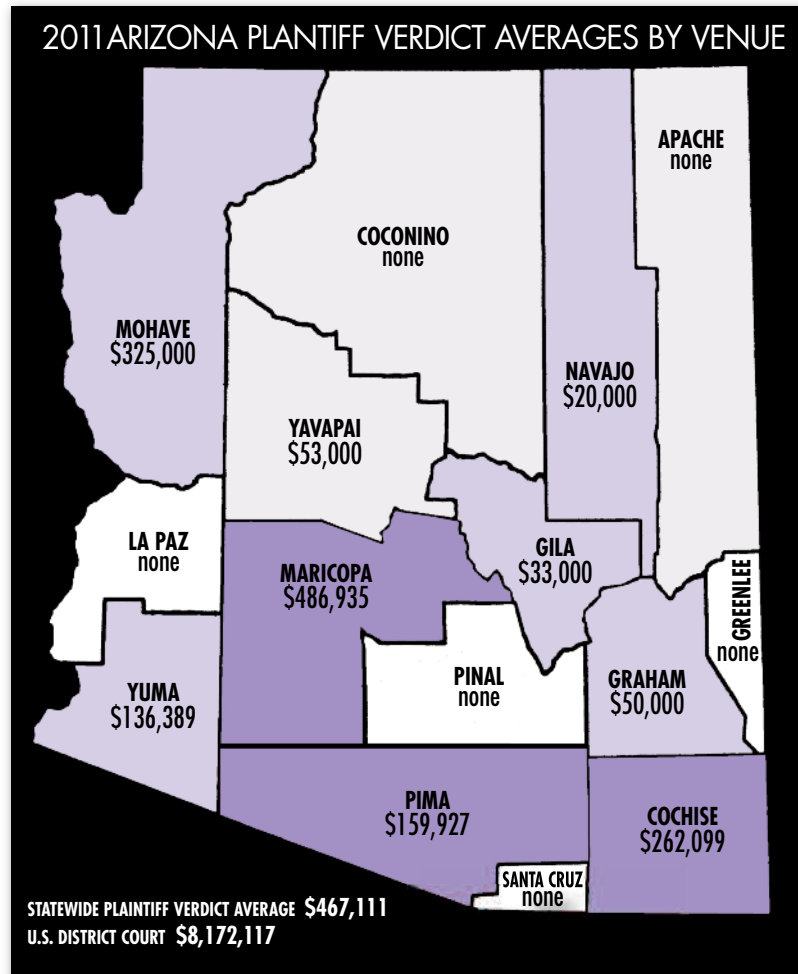 2011 ARIZONA PLANTIFF VERDICT AVERAGES BY VENUE
APACHE
none
COCONINO
none
MOHAVE
$325,000
NAVAJO
$20,000
YAVAPAI
$53,000
LA PAZ
none
MARICOPA
$486,935
GILA
$33,000
GREENLEE
none
PINAL
none
GRAHAM
$50,000
YUMA
$136,389
PIMA
$159,927
COCHISE
$262,099
SANTA CRUZ
none
STATEWIDE PLAINTIFF VERDICT AVERAGE $467,111
U.S. DISTRICT COURT $8,172,117